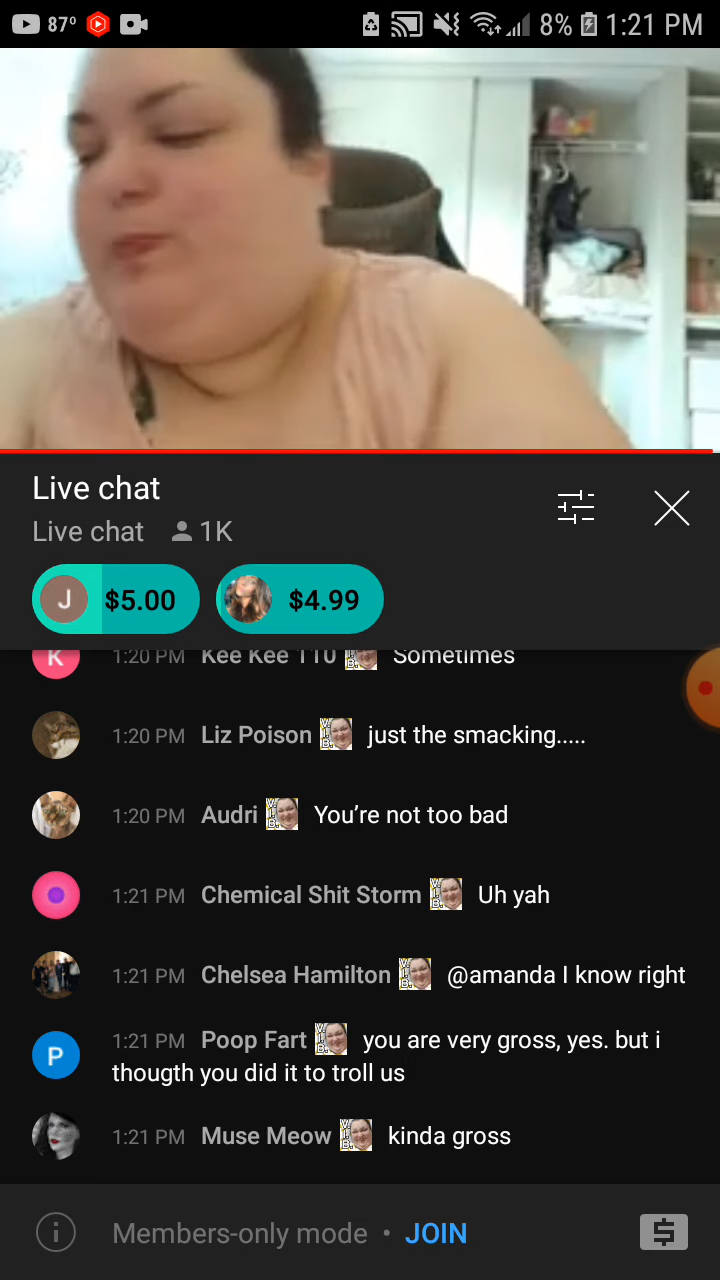 87° 8% 1:21 PM
Live chat
Live chat 1K
J $5.00 $4.99
K 1:20 PM Kee Kee 110 V.I.B. Sometimes
1:20 PM Liz Poison V.I.B. just the smacking.....
1:20 PM Audri V.I.B. You're not too bad
1:21 PM Chemical Shit Storm V.I.B. Uh yah
1:21 PM Chelsea Hamilton V.I.B. @amanda I know right
P 1:21 PM Poop Fart V.I.B. you are very gross, yes. but i
thougth you did it to troll us
1:21 PM Muse Meow V.I.B. kinda gross
Members-only mode • JOIN $